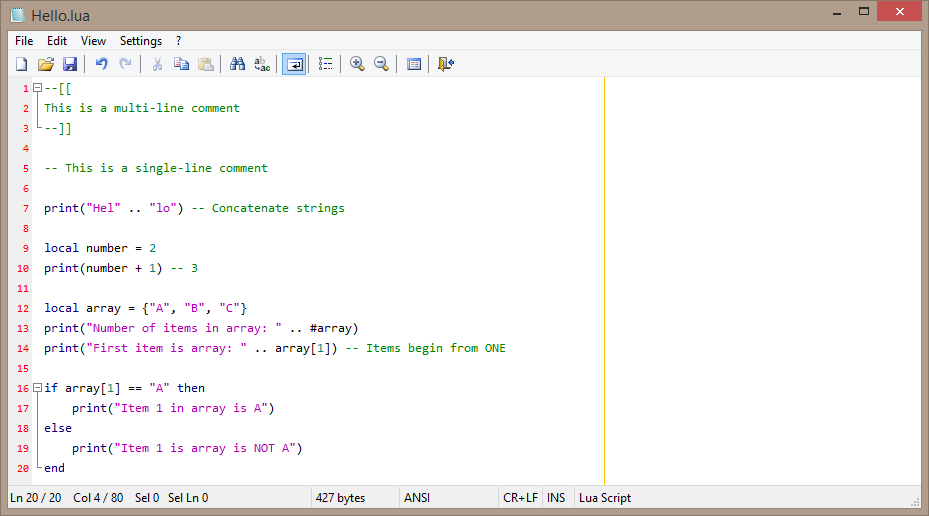 Hello.lua
File Edit View Settings ?
1 --[[
2 This is a multi-line comment
3 --]]
4
5 -- This is a single-line comment
6
7 print("Hel" .. "lo") -- Concatenate strings
8
9 local number = 2
10 print(number + 1) -- 3
11
12 local array = {"A", "B", "C"}
13 print("Number of items in array: " .. #array)
14 print("First item is array: " .. array[1]) -- Items begin from ONE
15
16 if array[1] == "A" then
17     print("Item 1 in array is A")
18 else
19     print("Item 1 is array is NOT A")
20 end
Ln 20 / 20 Col 4 / 80 Sel 0 Sel Ln 0 427 bytes ANSI CR+LF INS Lua Script